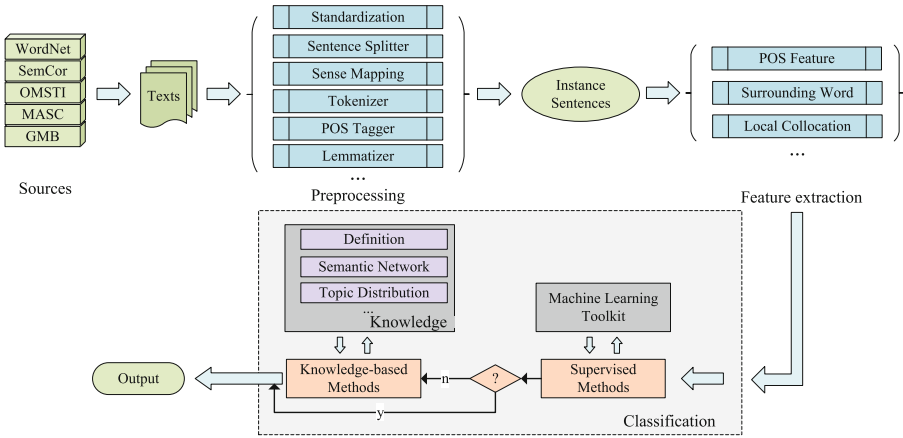 WordNet
SemCor
OMSTI
MASC
GMB
Sources
Texts
Standardization
Sentence Splitter
Sense Mapping
Tokenizer
POS Tagger
Lemmatizer
...
Preprocessing
Instance
Sentences
POS Feature
Surrounding Word
Local Collocation
...
Feature extraction
Definition
Semantic Network
Topic Distribution
...
Knowledge
Machine Learning
Toolkit
Output
Knowledge-based
Methods
n
?
Supervised
Methods
y
Classification